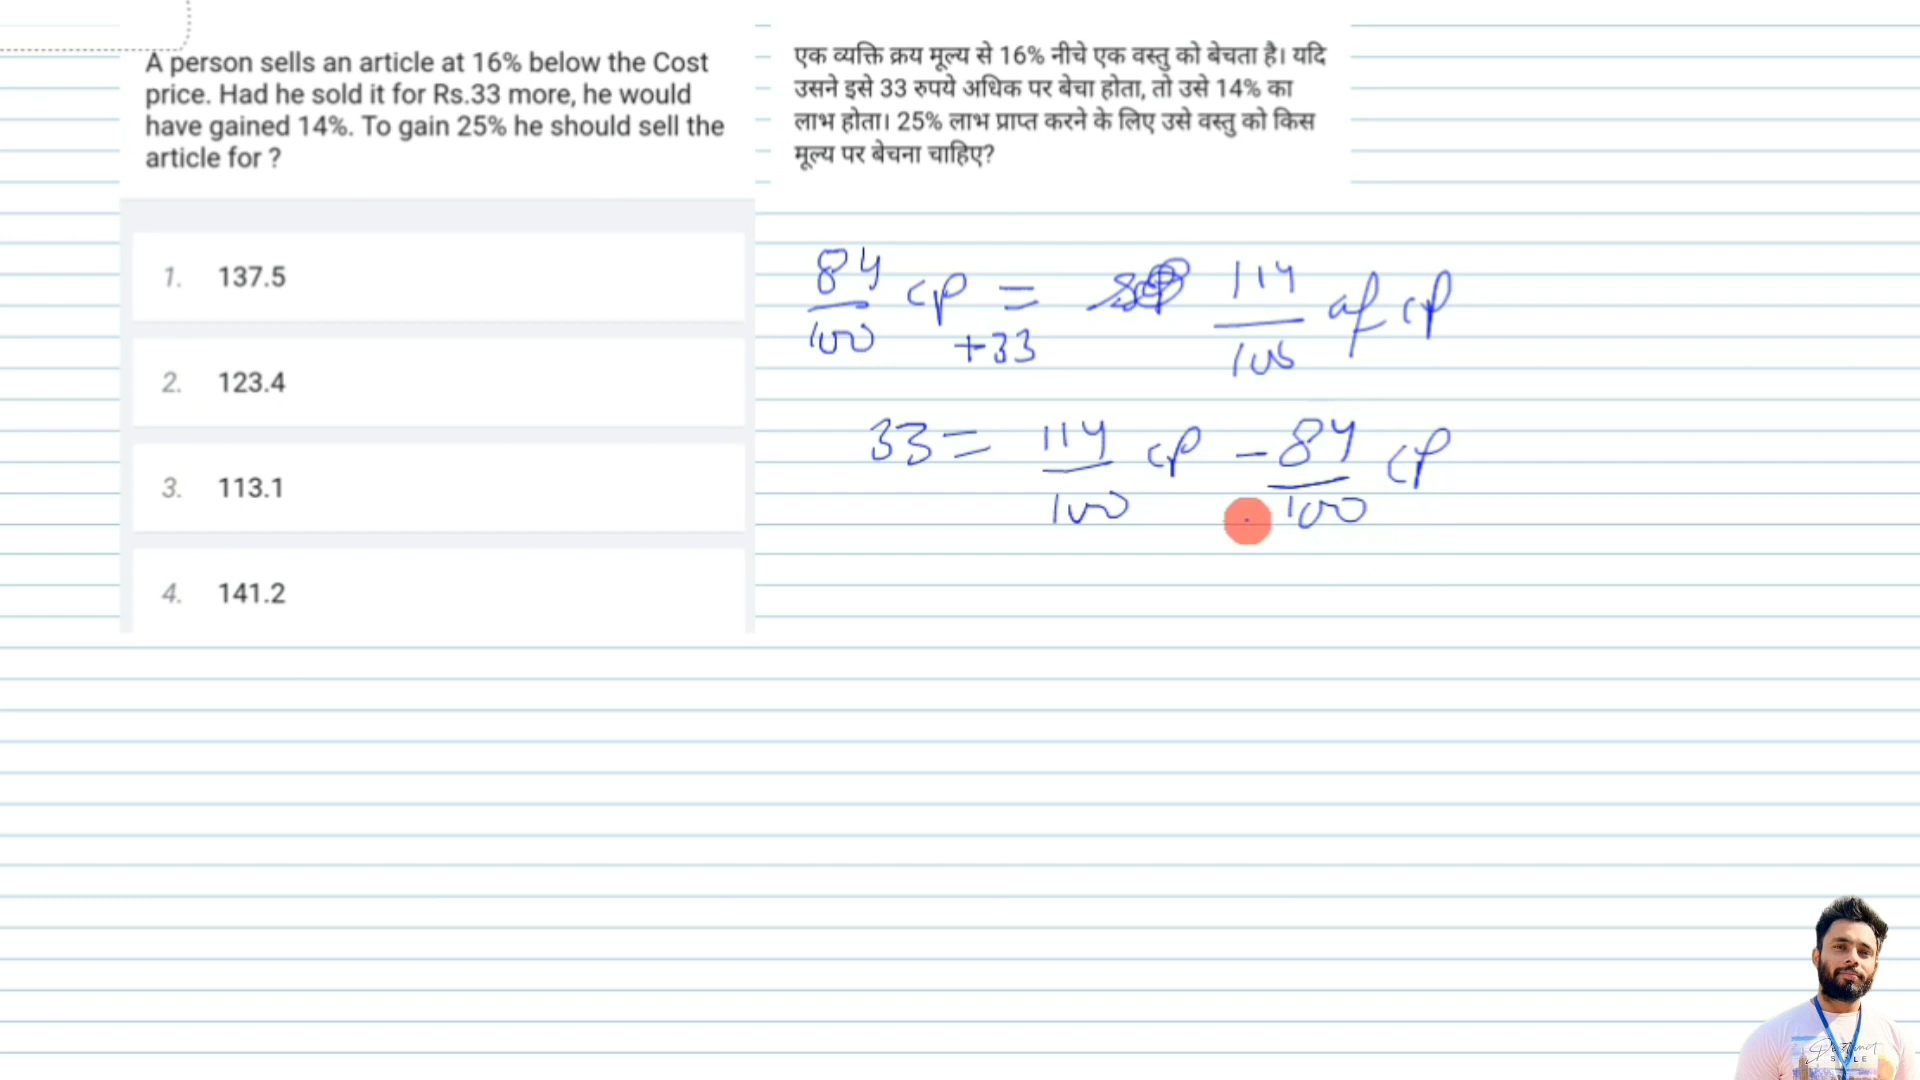 A person sells an article at 16% below the Cost
price. Had he sold it for Rs.33 more, he would
have gained 14%. To gain 25% he should sell the
article for ?
1. 137.5
2. 123.4
3. 113.1
4. 141.2
एक व्यक्ति क्रय मूल्य से 16% नीचे एक वस्तु को बेचता है। यदि
उसने इसे 33 रुपये अधिक पर बेचा होता, तो उसे 14% का
लाभ होता। 25% लाभ प्राप्त करने के लिए उसे वस्तु को किस
मूल्य पर बेचना चाहिए?
84/100 CP + 33 = 114/100 of CP
33 = 114/100 CP - 84/100 CP